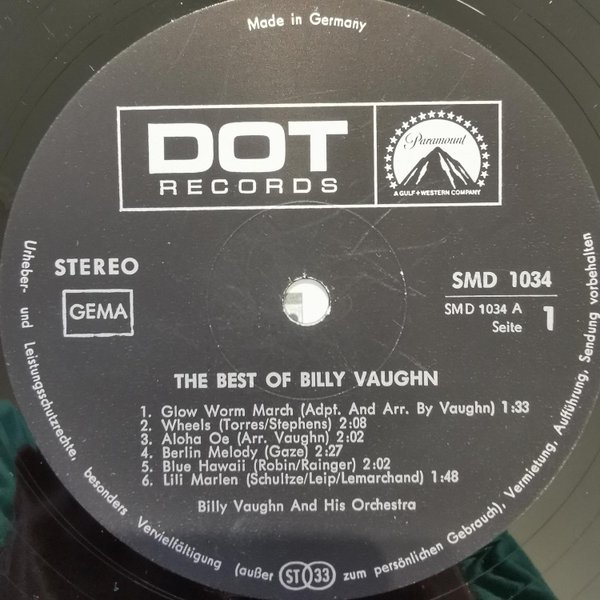 Made in Germany
DOT
RECORDS
Paramount
A GULF+WESTERN COMPANY
STEREO
GEMA
SMD 1034
SMD 1034 A
Seite 1
THE BEST OF BILLY VAUGHN
1. Glow Worm March (Adpt. And Arr. By Vaughn) 1:33
2. Wheels (Torres/Stephens) 2:08
3. Aloha Oe (Arr. Vaughn) 2:02
4. Berlin Melody (Gaze) 2:27
5. Blue Hawaii (Robin/Rainger) 2:02
6. Lili Marlen (Schultze/Leip/Lemarchand) 1:48
Billy Vaughn And His Orchestra
Urheber- und Leistungsschutzrechte, besonders Vervielfältigung (außer zum persönlichen Gebrauch), Vermietung, Aufführung, Sendung vorbehalten
ST 33